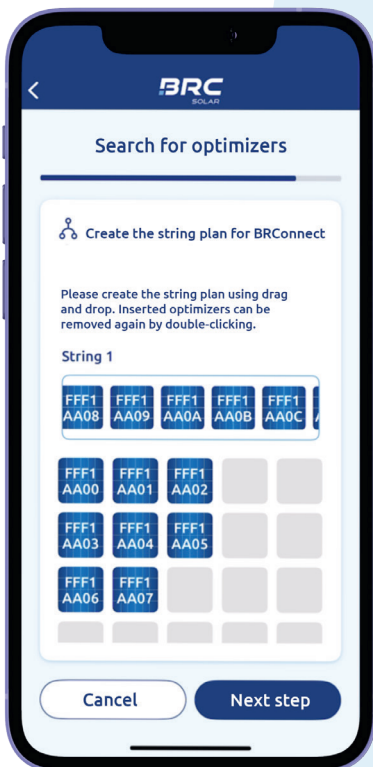 BRC
SOLAR
Search for optimizers
Create the string plan for BRConnect
Please create the string plan using drag
and drop. Inserted optimizers can be
removed again by double-clicking.
String 1
FFF1 FFF1 FFF1 FFF1 FFF1
AA08 AA09 AA0A AA0B AA0C
FFF1 FFF1 FFF1
AA00 AA01 AA02
FFF1 FFF1 FFF1
AA03 AA04 AA05
FFF1 FFF1
AA06 AA07
Cancel Next step